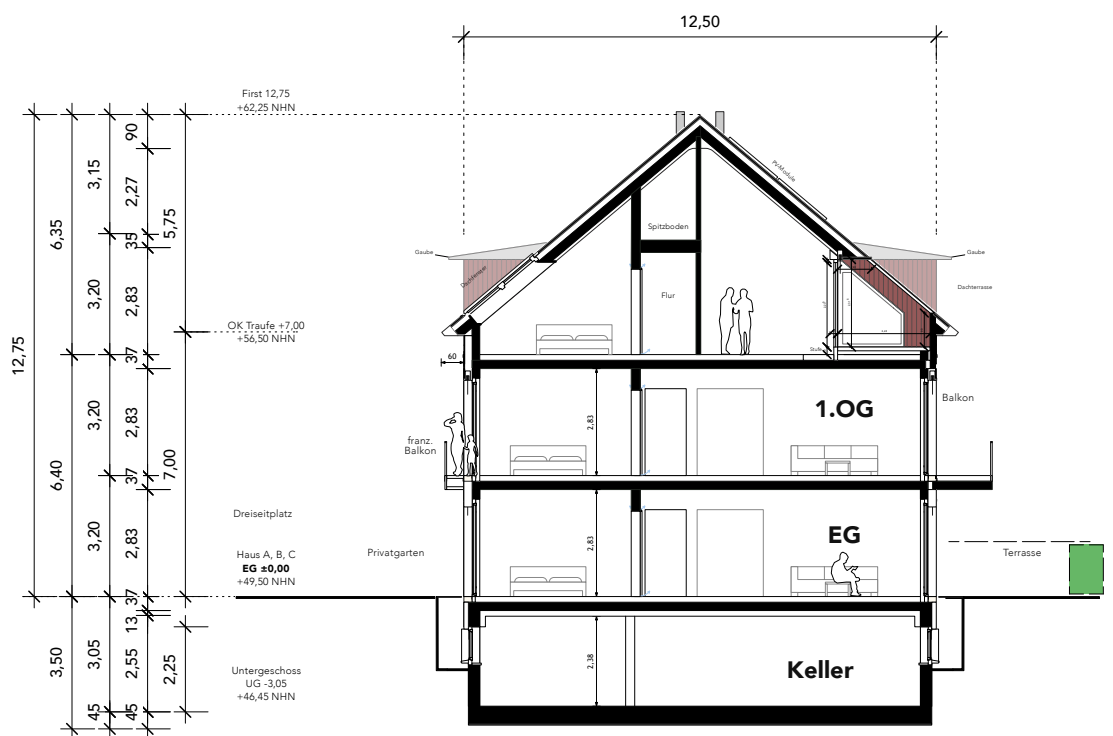 12,50
First 12,75
+62,25 NHN
90
3,15
2,27
PV-Module
5,75
6,35
35
Spitzboden
Gaube
Gaube
Dachfenster
Dachterrasse
3,20
2,83
Flur
OK Traufe +7,00
+56,50 NHN
12,75
37
60
Stufe
3,20
2,83
2,83
1.OG
Balkon
franz.
Balkon
6,40
37
7,00
Dreiseitplatz
3,20
2,83
2,83
EG
Privatgarten
Terrasse
Haus A, B, C
EG ±0,00
+49,50 NHN
37
13
3,50
3,05
2,55
2,25
2,38
Keller
Untergeschoss
UG -3,05
+46,45 NHN
45
45